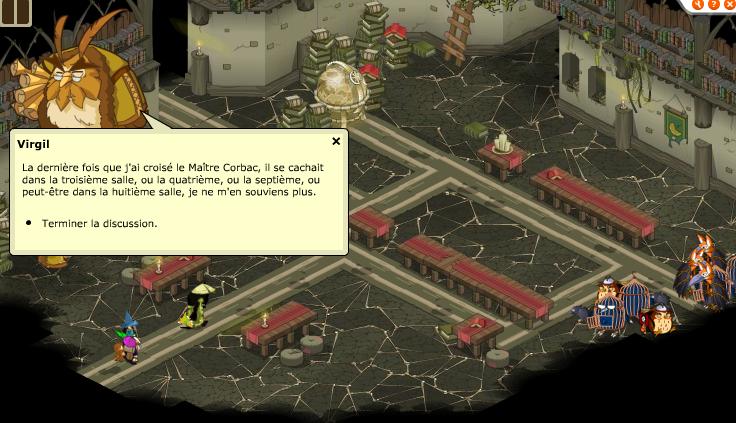 Virgil
La dernière fois que j'ai croisé le Maître Corbac, il se cachait
dans la troisième salle, ou la quatrième, ou la septième, ou
peut-être dans la huitième salle, je ne m'en souviens plus.
Terminer la discussion.